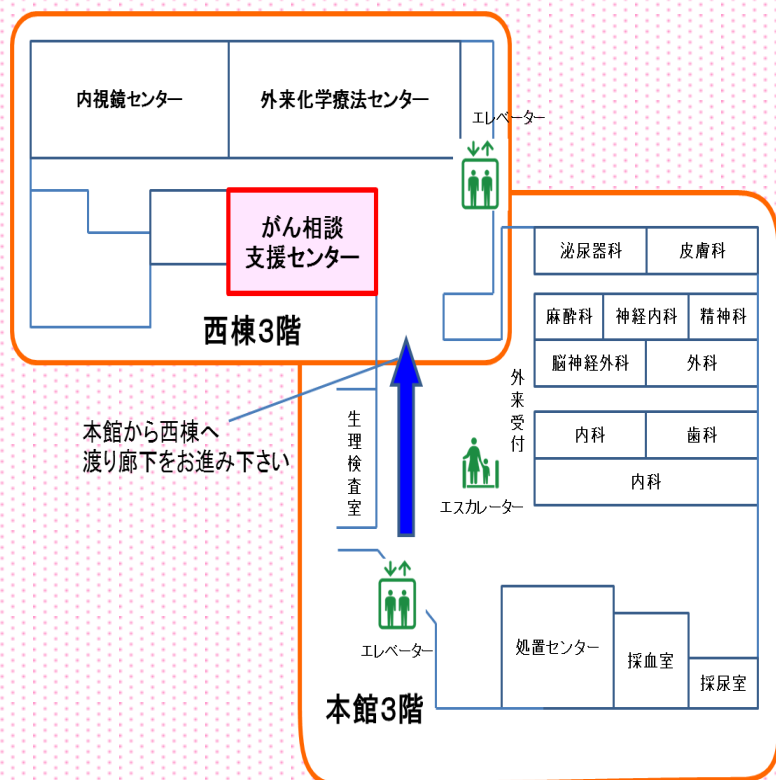 内視鏡センター
外来化学療法センター
エレベーター
がん相談
支援センター
西棟3階
泌尿器科
皮膚科
麻酔科
神経内科
精神科
脳神経外科
外科
外来受付
内科
歯科
内科
本館から西棟へ
渡り廊下をお進み下さい
生理検査室
エスカレーター
エレベーター
処置センター
採血室
採尿室
本館3階